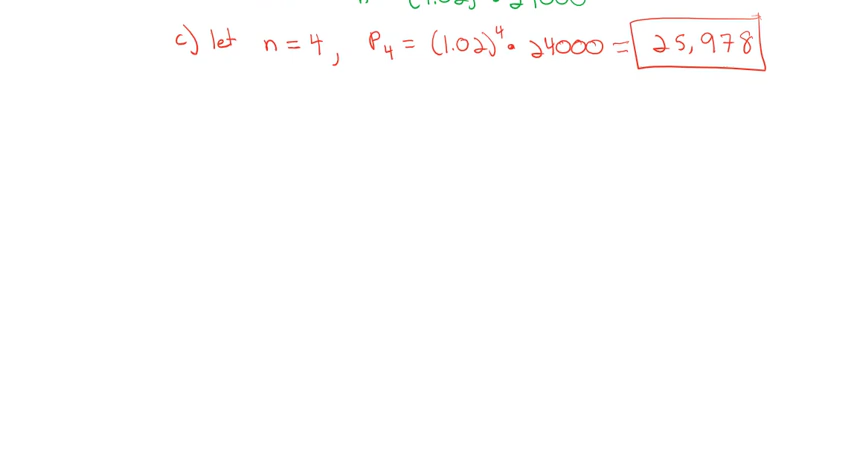 c) let n = 4, P₄ = (1.02)⁴ · 24000 = 25,978